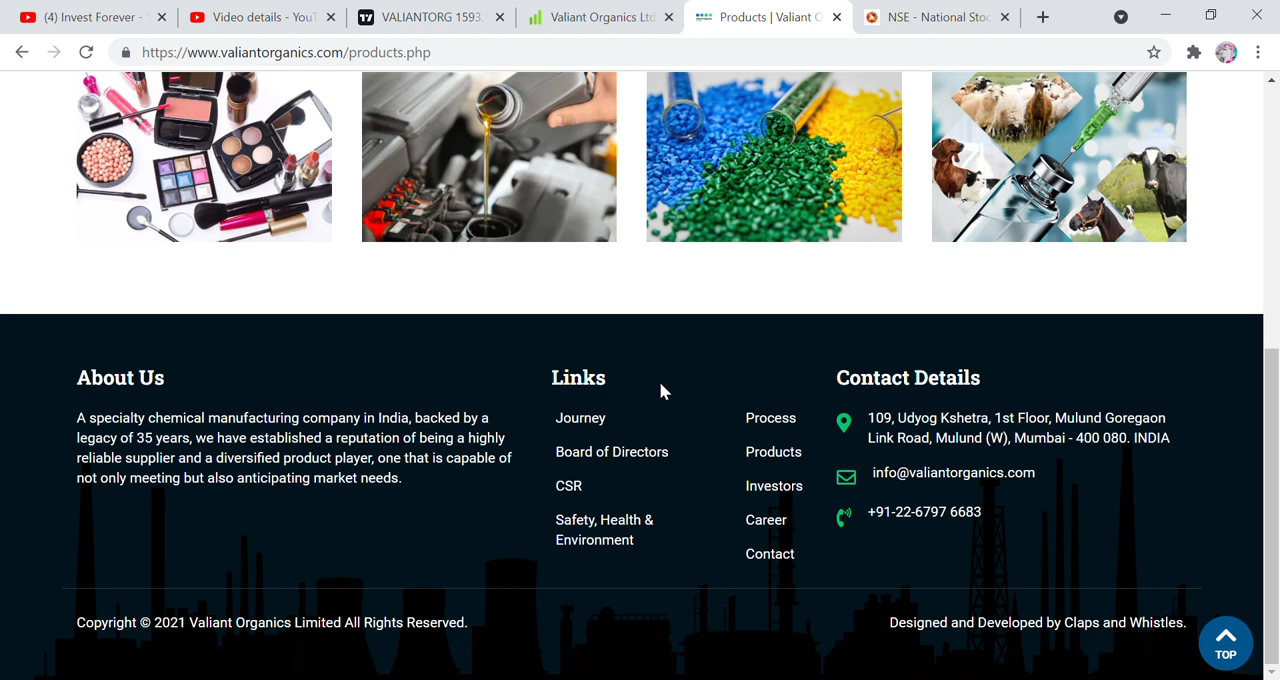 (4) Invest Forever -
Video details - YouT
VALIANTORG 1593.
Valiant Organics Ltd
Products | Valiant O
NSE - National Stoc
https://www.valiantorganics.com/products.php
About Us
A specialty chemical manufacturing company in India, backed by a
legacy of 35 years, we have established a reputation of being a highly
reliable supplier and a diversified product player, one that is capable of
not only meeting but also anticipating market needs.
Links
Journey
Board of Directors
CSR
Safety, Health &
Environment
Process
Products
Investors
Career
Contact
Contact Details
109, Udyog Kshetra, 1st Floor, Mulund Goregaon
Link Road, Mulund (W), Mumbai - 400 080. INDIA
info@valiantorganics.com
+91-22-6797 6683
Copyright © 2021 Valiant Organics Limited All Rights Reserved.
Designed and Developed by Claps and Whistles.
TOP